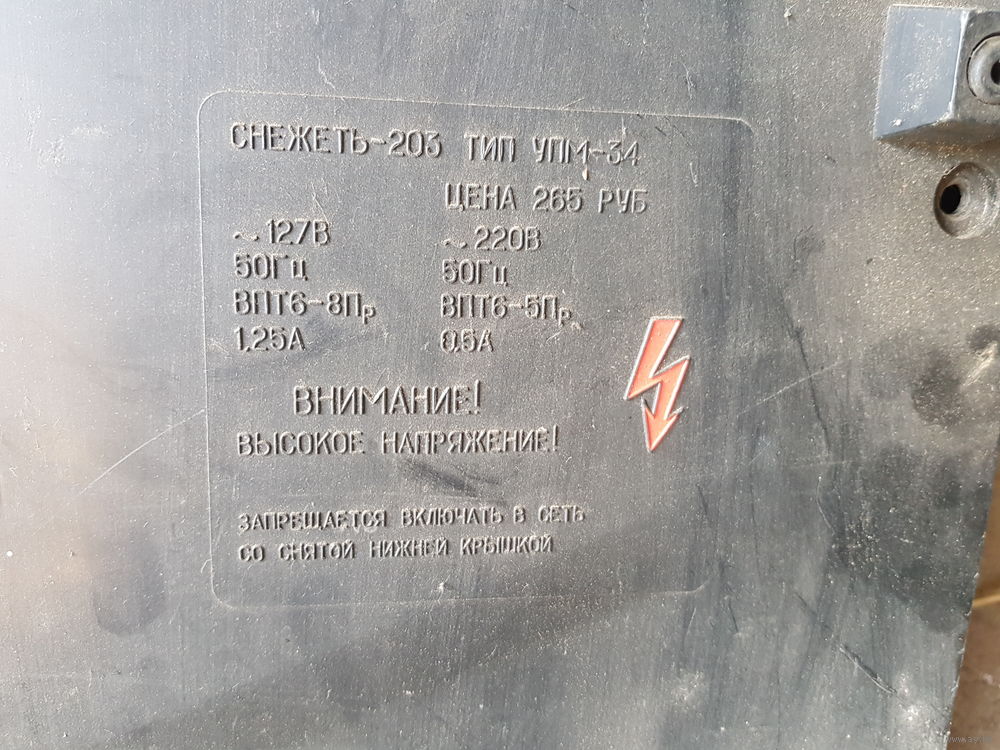 СНЕЖЕТЬ-203 ТИП УПМ-34
ЦЕНА 265 РУБ
~127В ~220В
50Гц 50Гц
ВПТ6-8Пр ВПТ6-5Пр
1,25А 0,5А
ВНИМАНИЕ!
ВЫСОКОЕ НАПРЯЖЕНИЕ!
ЗАПРЕЩАЕТСЯ ВКЛЮЧАТЬ В СЕТЬ
СО СНЯТОЙ НИЖНЕЙ КРЫШКОЙ